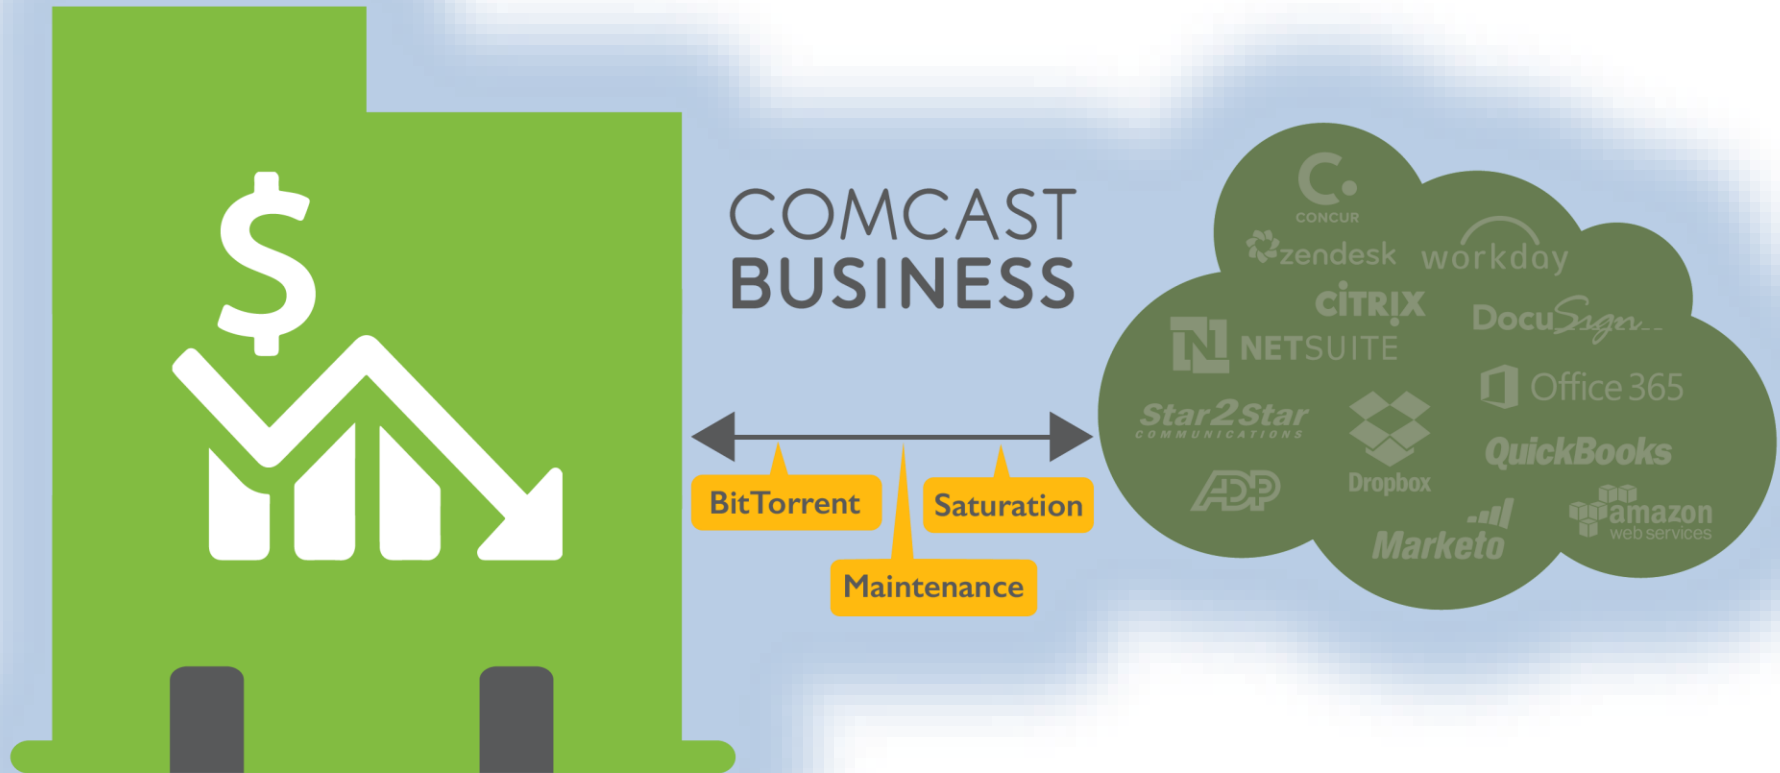 $
COMCAST
BUSINESS
BitTorrent
Saturation
Maintenance
C.
CONCUR
zendesk
workday
CiTRIX
DocuSign
N
NETSUITE
Office 365
Star2Star
COMMUNICATIONS
Dropbox
QuickBooks
ADP
Marketo
amazon
web services